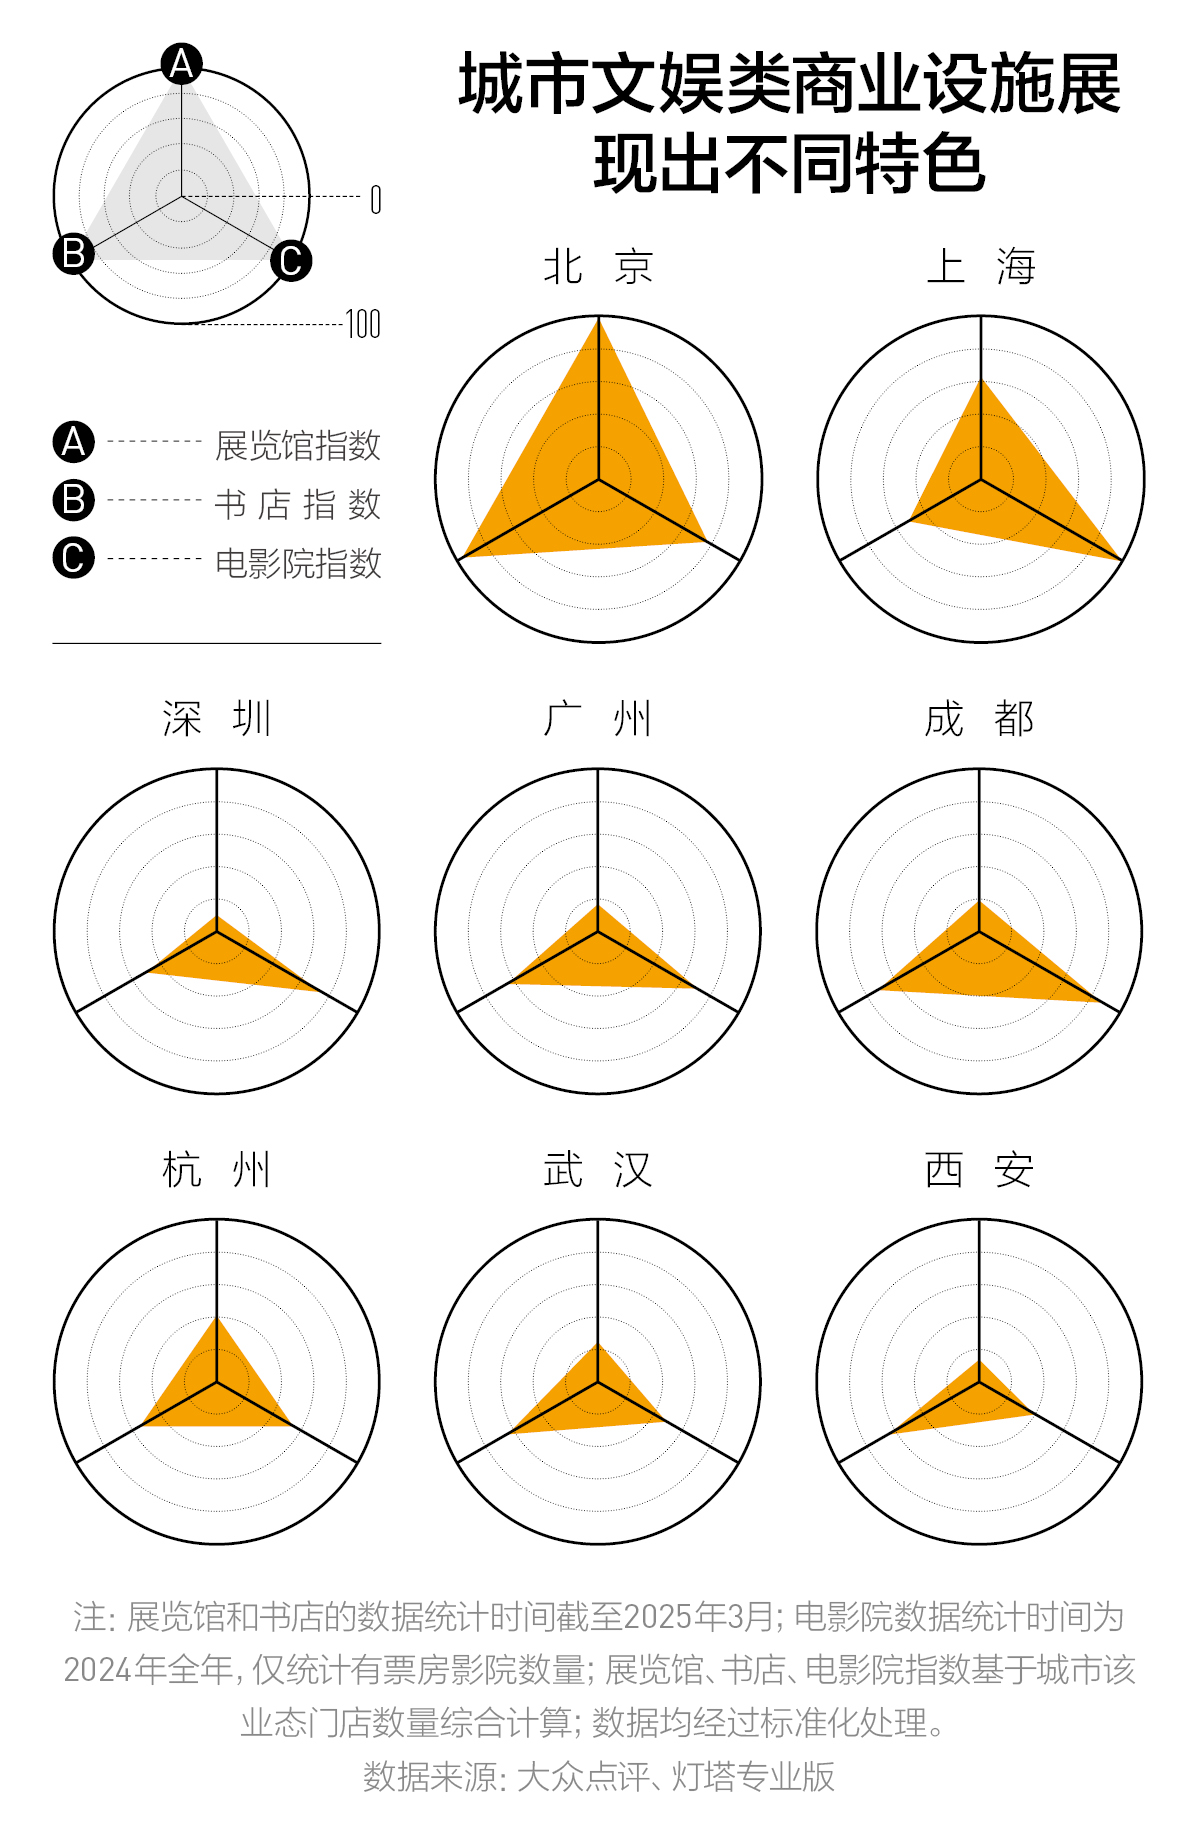 城市文娱类商业设施展
现出不同特色
A
B
C
0
100
A 展览馆指数
B 书店指数
C 电影院指数
北京
上海
深圳
广州
成都
杭州
武汉
西安
注：展览馆和书店的数据统计时间截至2025年3月；电影院数据统计时间为
2024年全年，仅统计有票房影院数量；展览馆、书店、电影院指数基于城市该
业态门店数量综合计算；数据均经过标准化处理。
数据来源：大众点评、灯塔专业版